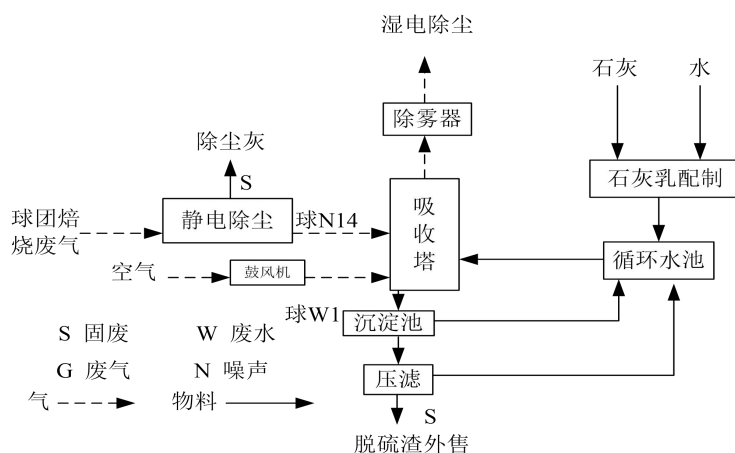 湿电除尘
石灰
水
除雾器
除尘灰
S
石灰乳配制
球团焙
烧废气
静电除尘
球N14
吸
收
塔
循环水池
空气
鼓风机
球W1
沉淀池
S 固废
W 废水
G 废气
N 噪声
压滤
气
物料
S
脱硫渣外售